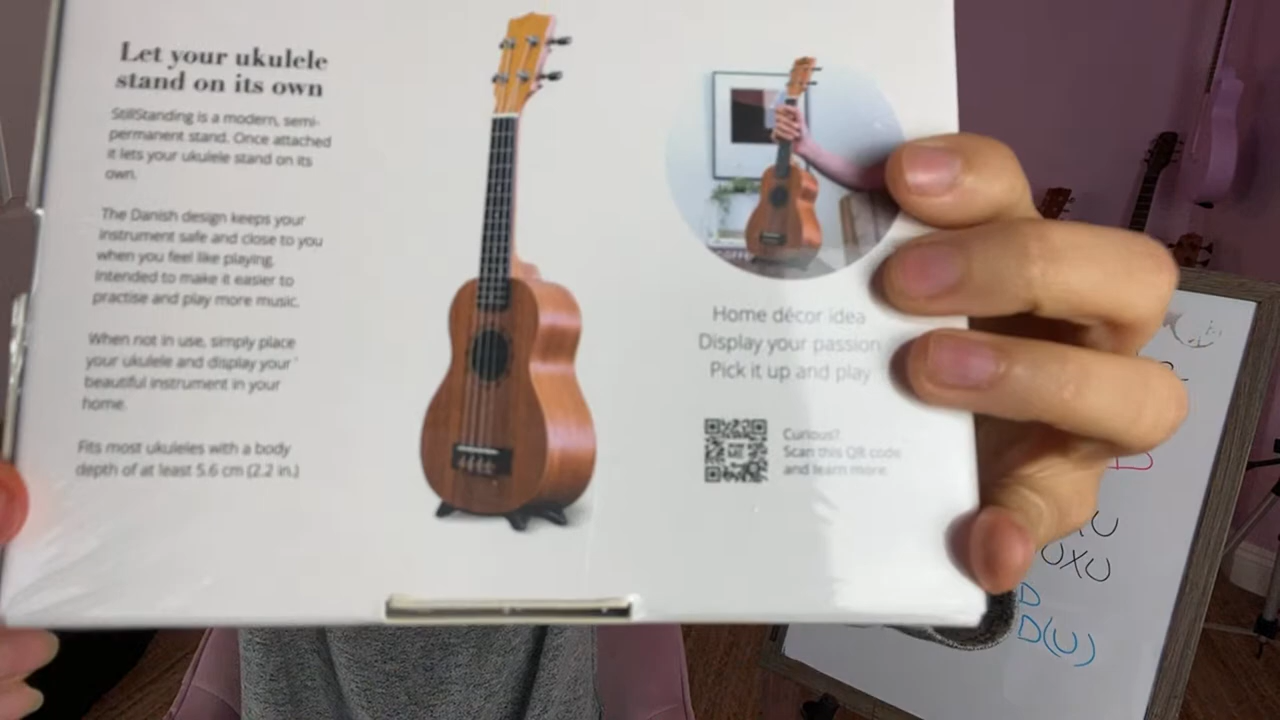 Let your ukulele
stand on its own
StillStanding is a modern, semi-
permanent stand. Once attached
it lets your ukulele stand on its
own.
The Danish design keeps your
instrument safe and close to you
when you feel like playing,
intended to make it easier to
practise and play more music.
When not in use, simply place
your ukulele and display your
beautiful instrument in your
home.
Fits most ukuleles with a body
depth of at least 5.6 cm (2.2 in.)
Home décor idea
Display your passion
Pick it up and play
Curious?
Scan this QR code
and learn more.
D
UXU
D
D(U)